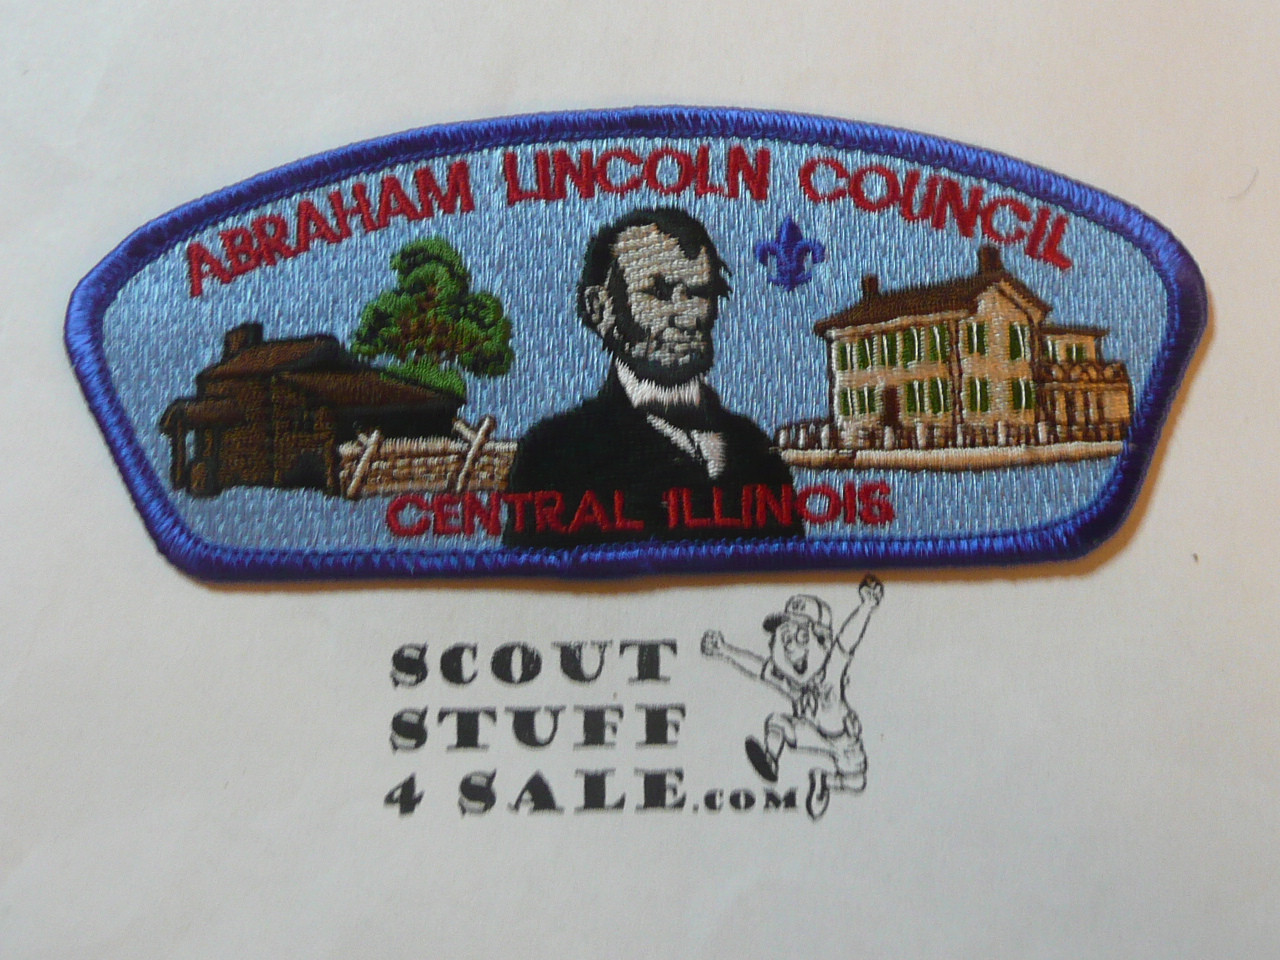 ABRAHAM LINCOLN COUNCIL
CENTRAL ILLINOIS
SCOUT
STUFF
4 SALE.COM